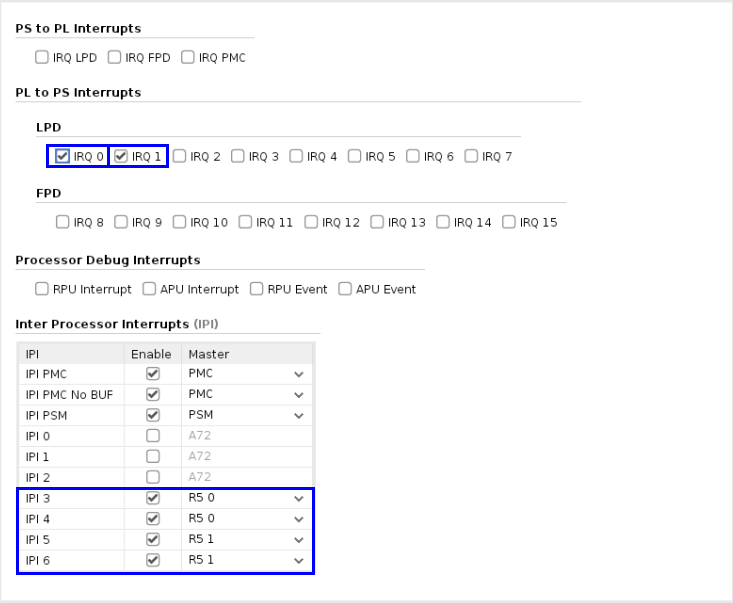 PS to PL Interrupts
IRQ LPD IRQ FPD IRQ PMC
PL to PS Interrupts
LPD
IRQ 0 IRQ 1 IRQ 2 IRQ 3 IRQ 4 IRQ 5 IRQ 6 IRQ 7
FPD
IRQ 8 IRQ 9 IRQ 10 IRQ 11 IRQ 12 IRQ 13 IRQ 14 IRQ 15
Processor Debug Interrupts
RPU Interrupt APU Interrupt RPU Event APU Event
Inter Processor Interrupts (IPI)
IPI Enable Master
IPI PMC PMC
IPI PMC No BUF PMC
IPI PSM PSM
IPI 0 A72
IPI 1 A72
IPI 2 A72
IPI 3 R5 0
IPI 4 R5 0
IPI 5 R5 1
IPI 6 R5 1